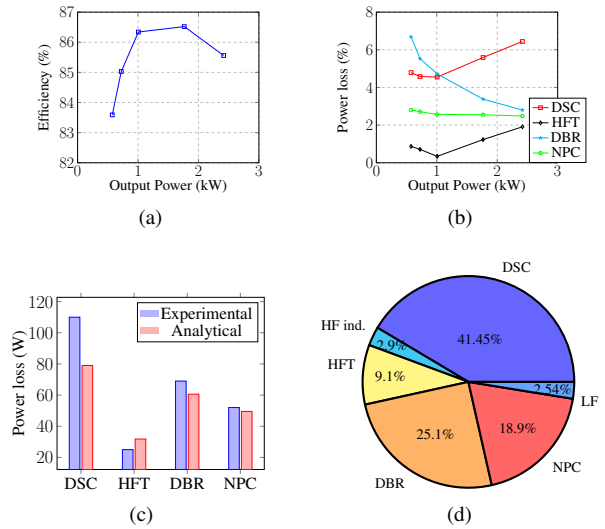 87
86
85
84
83
82
0
1
2
3
Efficiency (%)
Output Power (kW)
(a)
8
6
4
2
0
0
1
2
3
Power loss (%)
Output Power (kW)
DSC
HFT
DBR
NPC
(b)
120
100
80
60
40
20
Power loss (W)
Experimental
Analytical
DSC
HFT
DBR
NPC
(c)
DSC
41.45%
HF ind.
2.9%
HFT
9.1%
DBR
25.1%
NPC
18.9%
LF
2.54%
(d)